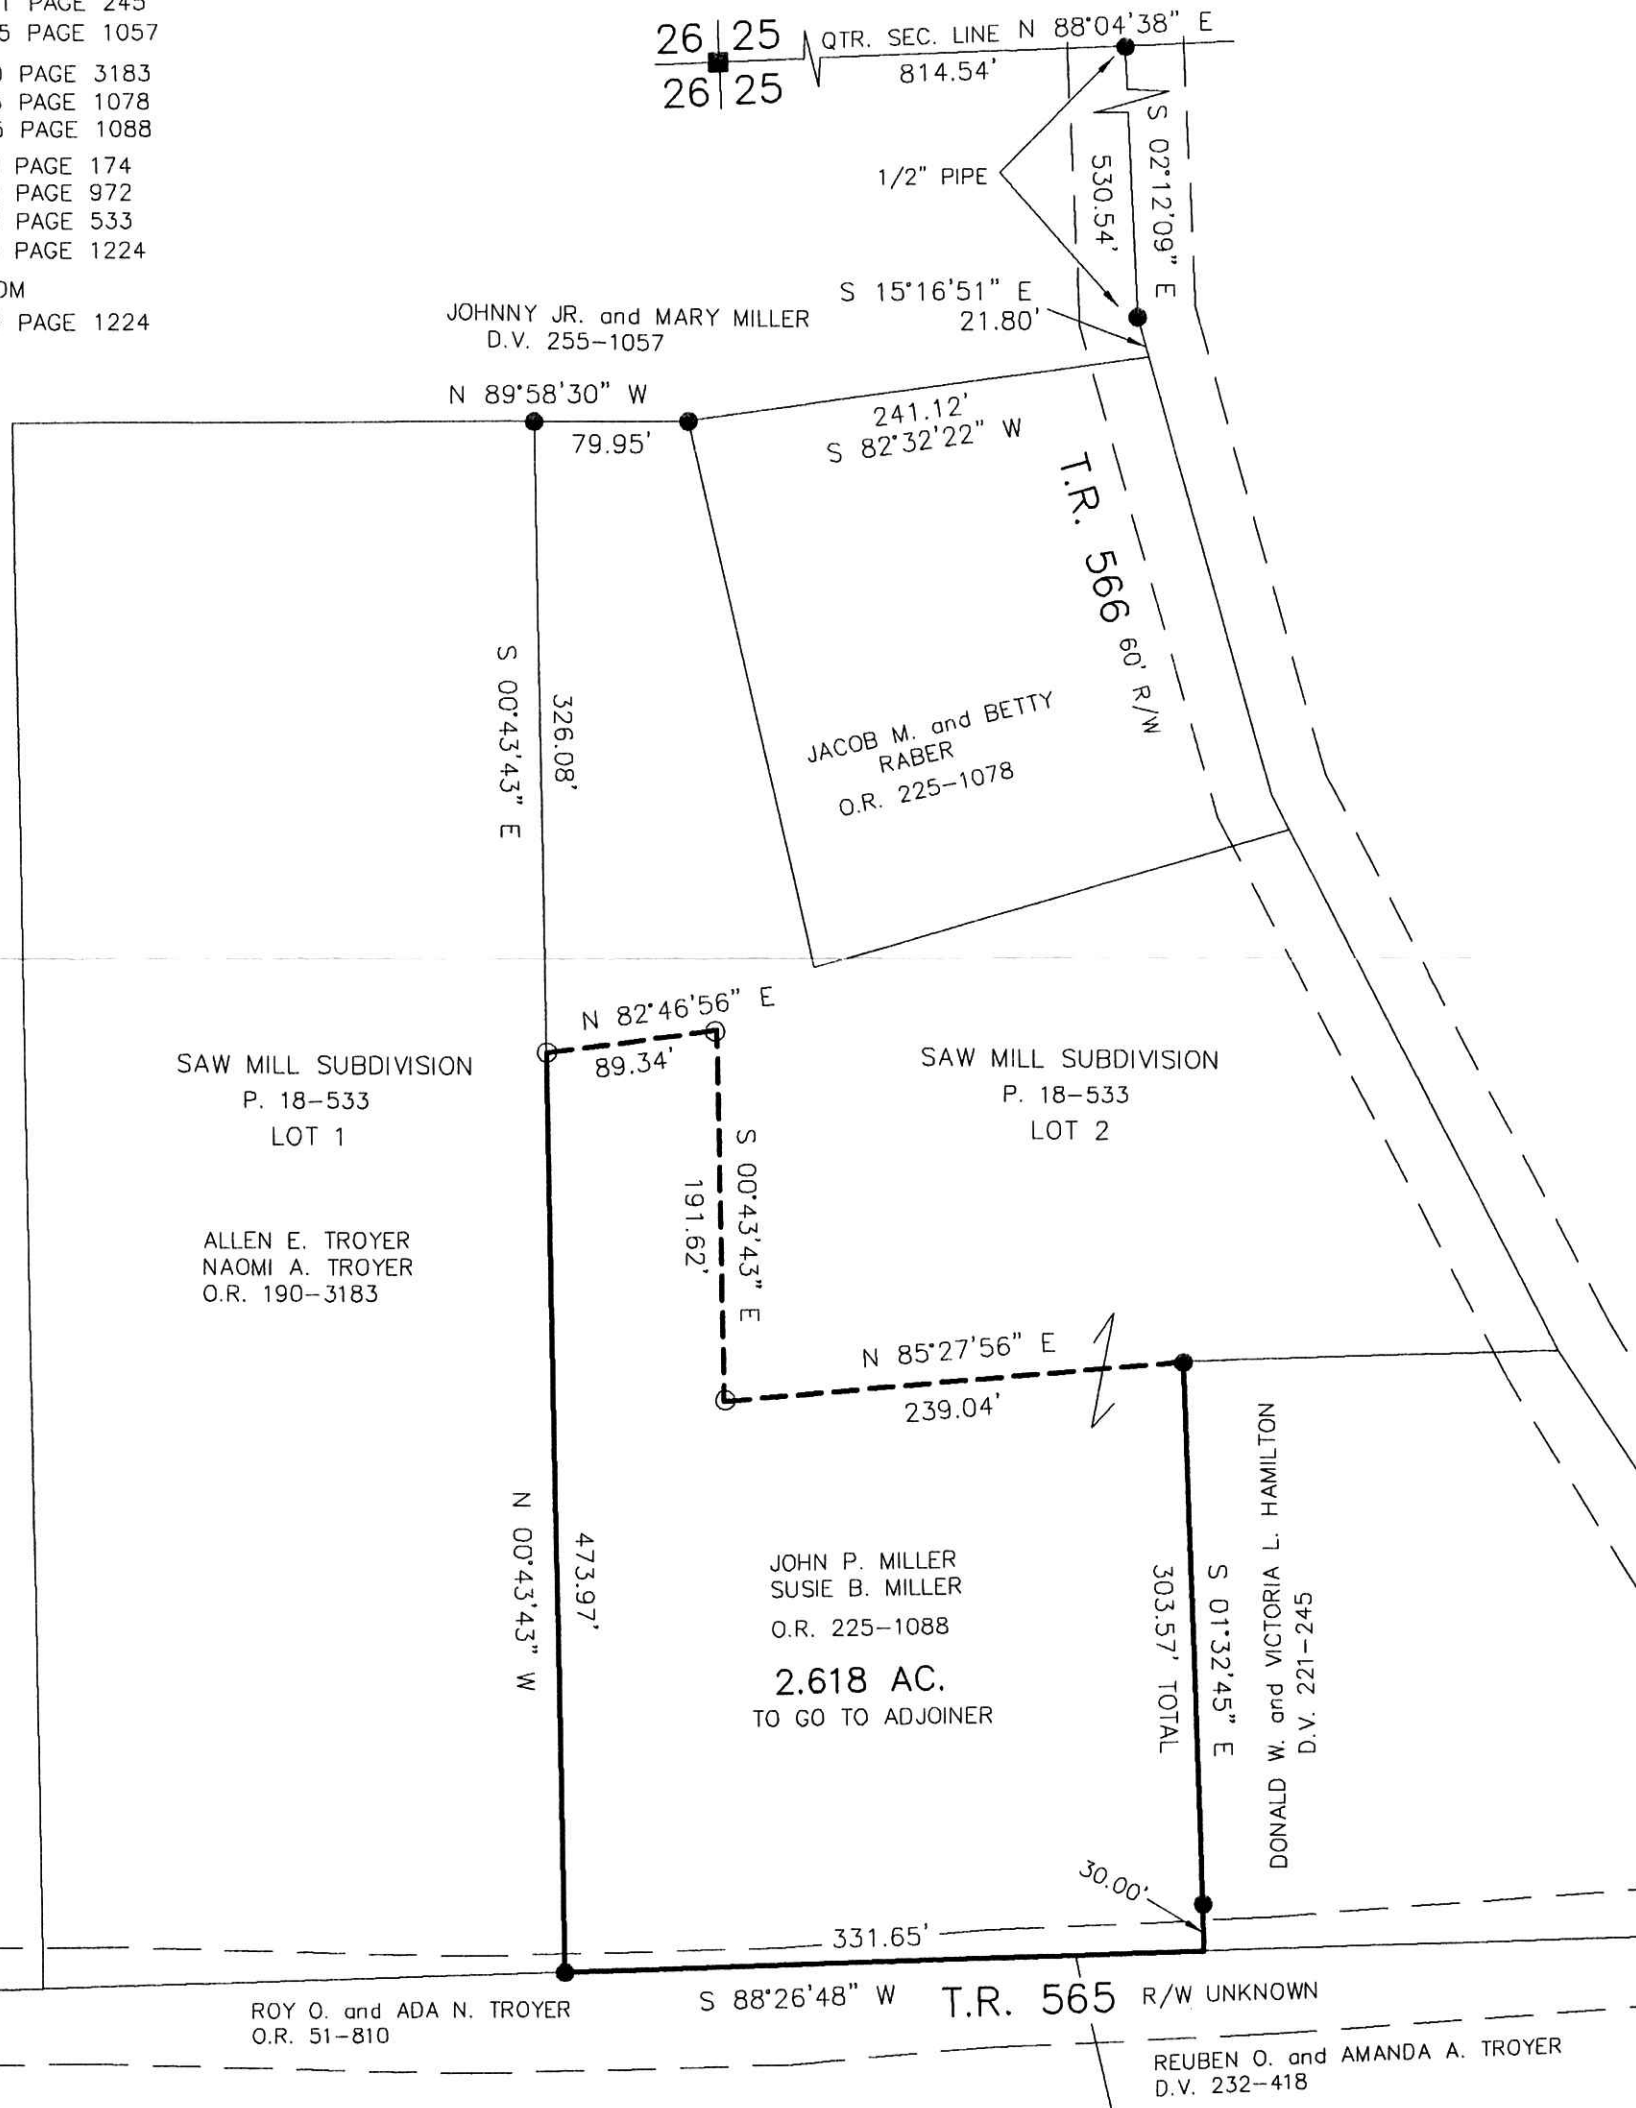 PAGE 245
PAGE 1057
PAGE 3183
PAGE 1078
PAGE 1088
PAGE 174
PAGE 972
PAGE 533
PAGE 1224
PAGE 1224
26 25
26 25
QTR. SEC. LINE N 88°04'38" E
814.54'
1/2" PIPE
530.54'
S 02°12'09" E
S 15°16'51" E
21.80'
JOHNNY JR. and MARY MILLER
D.V. 255-1057
N 89°58'30" W
79.95'
241.12'
S 82°32'22" W
T.R. 566 60' R/W
S 00°43'43" E
326.08'
JACOB M. and BETTY
RABER
O.R. 225-1078
N 82°46'56" E
89.34'
SAW MILL SUBDIVISION
P. 18-533
LOT 1
SAW MILL SUBDIVISION
P. 18-533
LOT 2
ALLEN E. TROYER
NAOMI A. TROYER
O.R. 190-3183
191.62'
S 00°43'43" E
N 85°27'56" E
239.04'
N 00°43'43" W
473.97'
JOHN P. MILLER
SUSIE B. MILLER
O.R. 225-1088
2.618 AC.
TO GO TO ADJOINER
303.57' TOTAL
S 01°32'45" E
DONALD W. and VICTORIA L. HAMILTON
D.V. 221-245
30.00'
331.65'
S 88°26'48" W
T.R. 565 R/W UNKNOWN
ROY O. and ADA N. TROYER
O.R. 51-810
REUBEN O. and AMANDA A. TROYER
D.V. 232-418